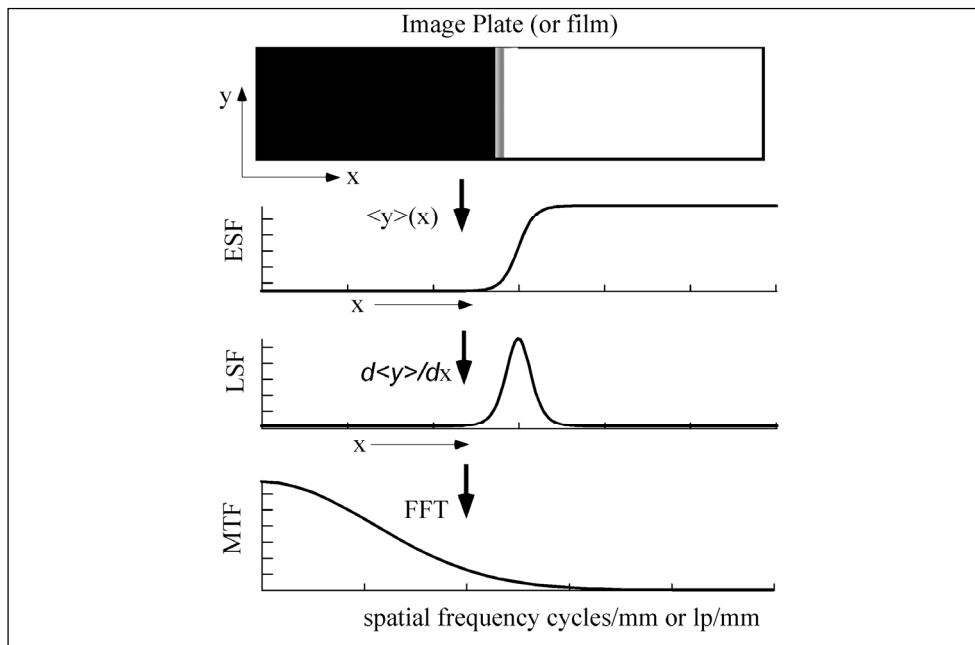 Image Plate (or film)
y
x
<y>(x)
ESF
x
d<y>/dx
LSF
x
FFT
MTF
spatial frequency cycles/mm or lp/mm